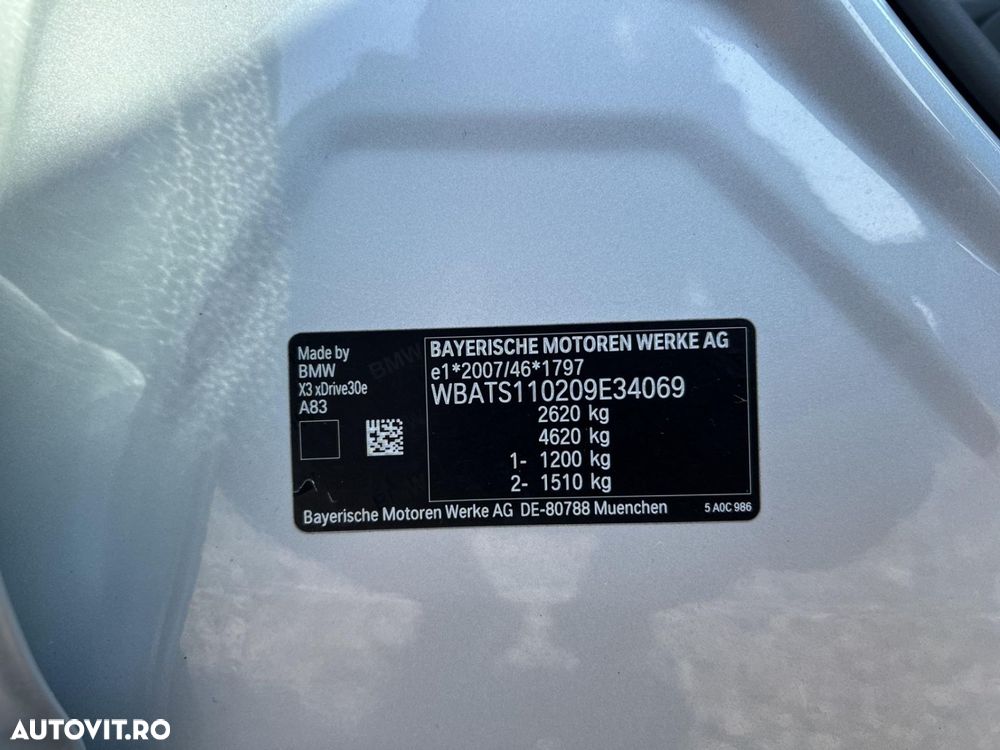 Made by
BMW
X3 xDrive30e
A83
BAYERISCHE MOTOREN WERKE AG
e1*2007/46*1797
WBATS110209E34069
2620 kg
4620 kg
1- 1200 kg
2- 1510 kg
Bayerische Motoren Werke AG DE-80788 Muenchen
5 A0C 986
AUTOVIT.RO